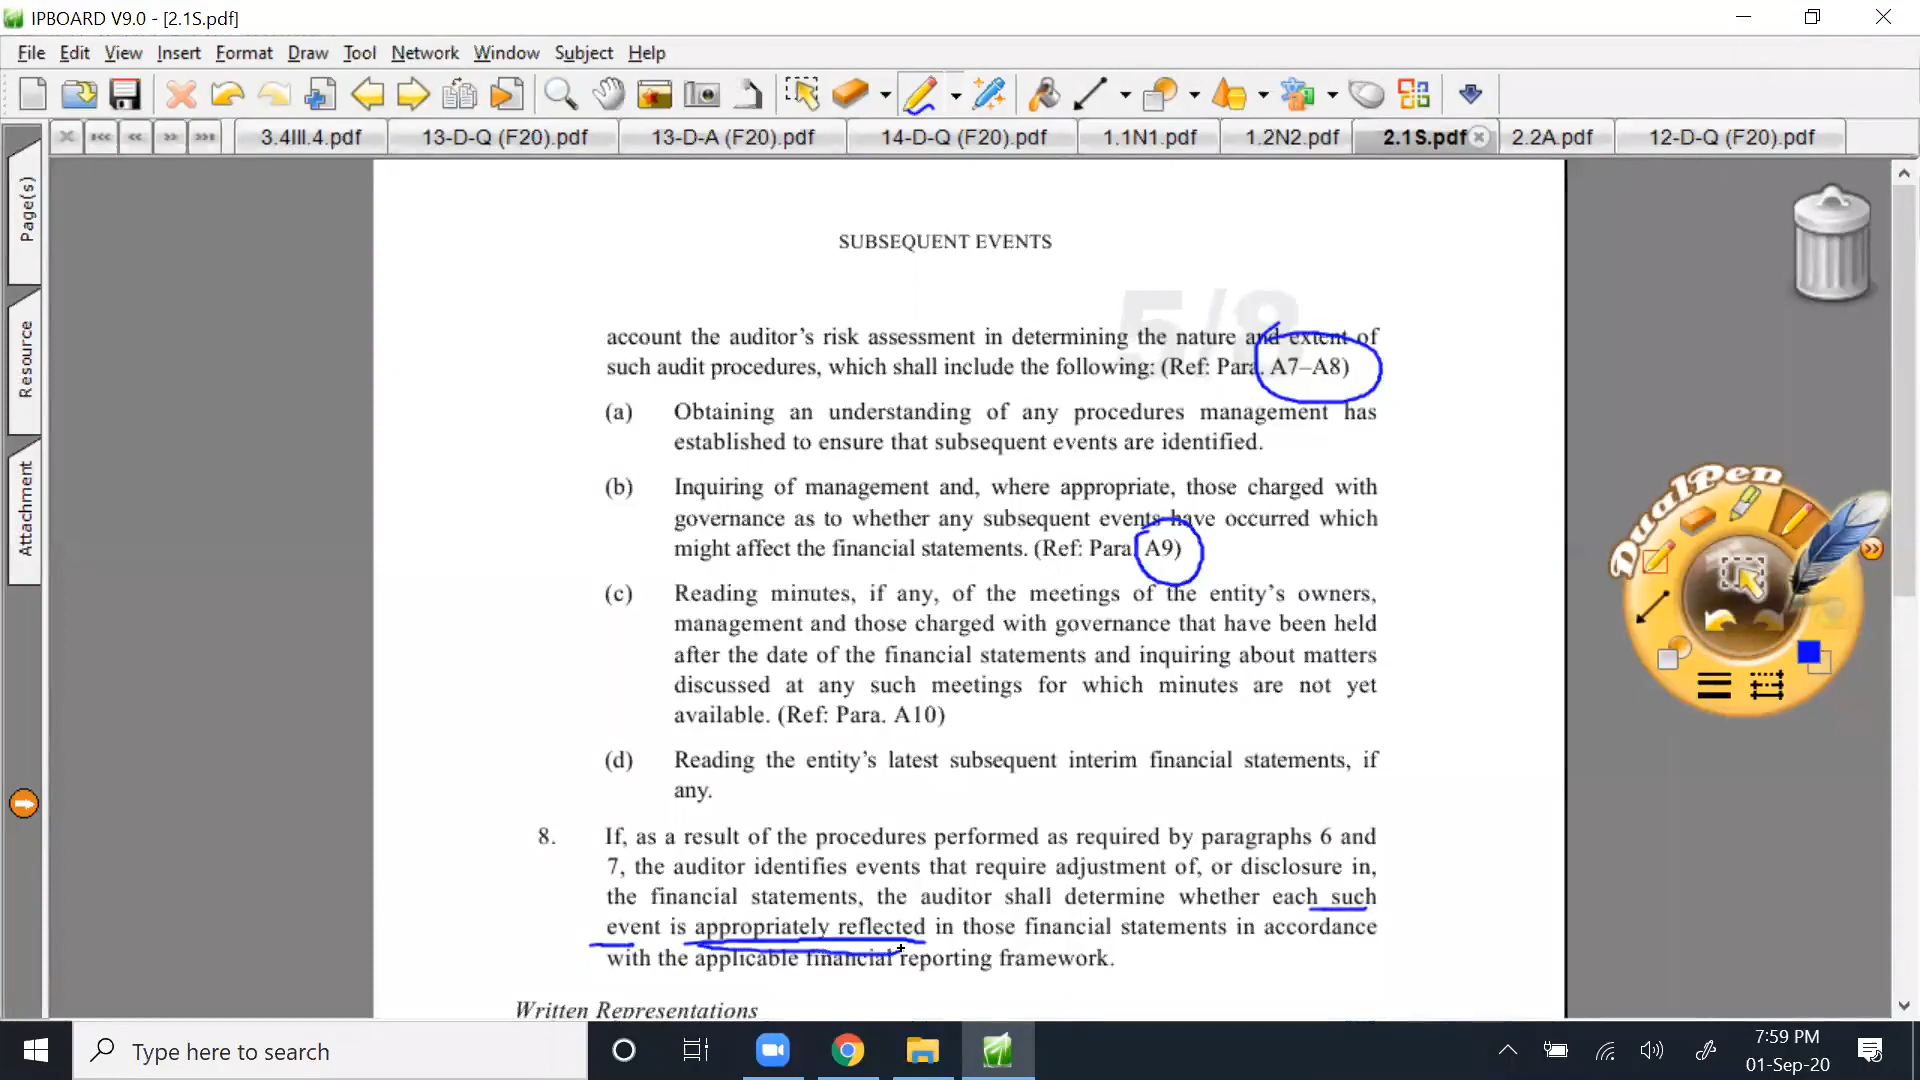 IPBOARD V9.0 - [2.1S.pdf]
File Edit View Insert Format Draw Tool Network Window Subject Help
3.4III.4.pdf 13-D-Q (F20).pdf 13-D-A (F20).pdf 14-D-Q (F20).pdf 1.1N1.pdf 1.2N2.pdf 2.1S.pdf 2.2A.pdf 12-D-Q (F20).pdf
Page(s)
Resource
Attachment
SUBSEQUENT EVENTS
5/8
account the auditor's risk assessment in determining the nature and extent of
such audit procedures, which shall include the following: (Ref: Para. A7–A8)
(a) Obtaining an understanding of any procedures management has
established to ensure that subsequent events are identified.
(b) Inquiring of management and, where appropriate, those charged with
governance as to whether any subsequent events have occurred which
might affect the financial statements. (Ref: Para. A9)
(c) Reading minutes, if any, of the meetings of the entity's owners,
management and those charged with governance that have been held
after the date of the financial statements and inquiring about matters
discussed at any such meetings for which minutes are not yet
available. (Ref: Para. A10)
(d) Reading the entity's latest subsequent interim financial statements, if
any.
8. If, as a result of the procedures performed as required by paragraphs 6 and
7, the auditor identifies events that require adjustment of, or disclosure in,
the financial statements, the auditor shall determine whether each such
event is appropriately reflected in those financial statements in accordance
with the applicable financial reporting framework.
Written Representations
DualPen
Type here to search
7:59 PM
01-Sep-20